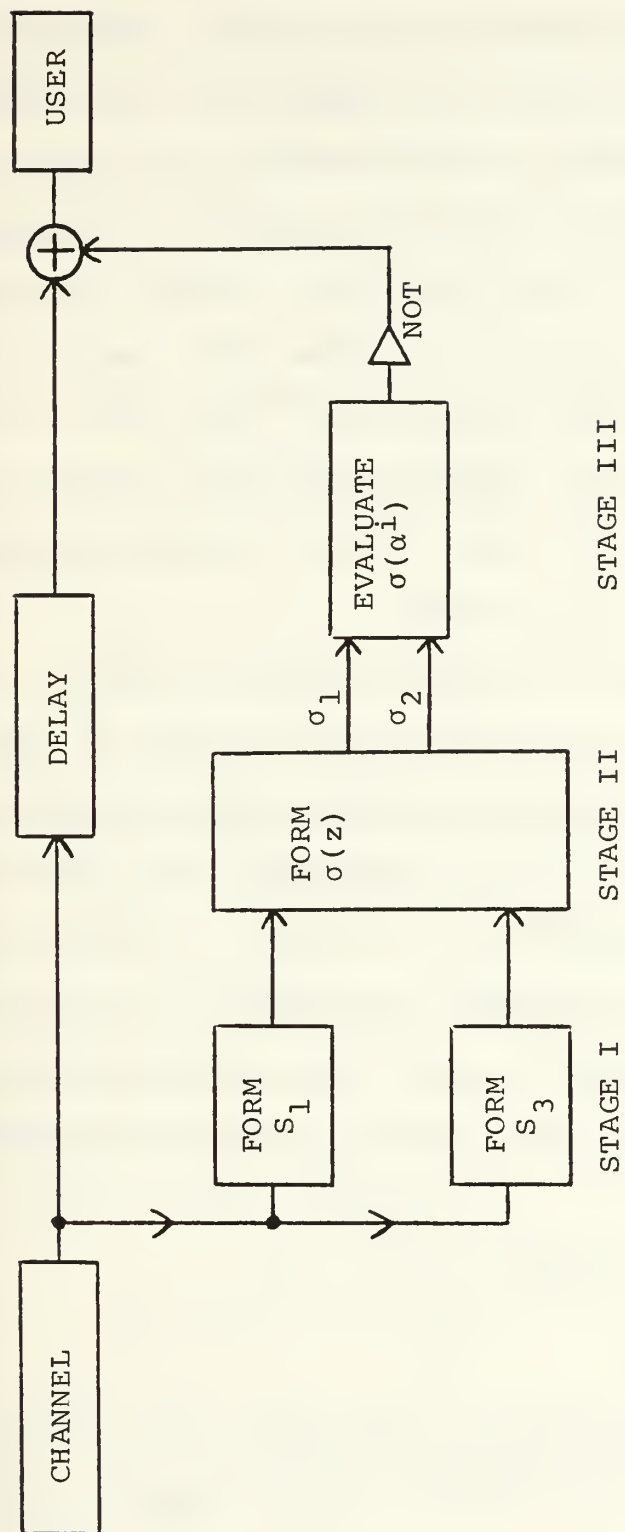 CHANNEL
DELAY
USER
+
FORM
S₁
FORM
S₃
FORM
σ(z)
σ₁
σ₂
EVALUATE
σ(αⁱ)
NOT
STAGE I
STAGE II
STAGE III